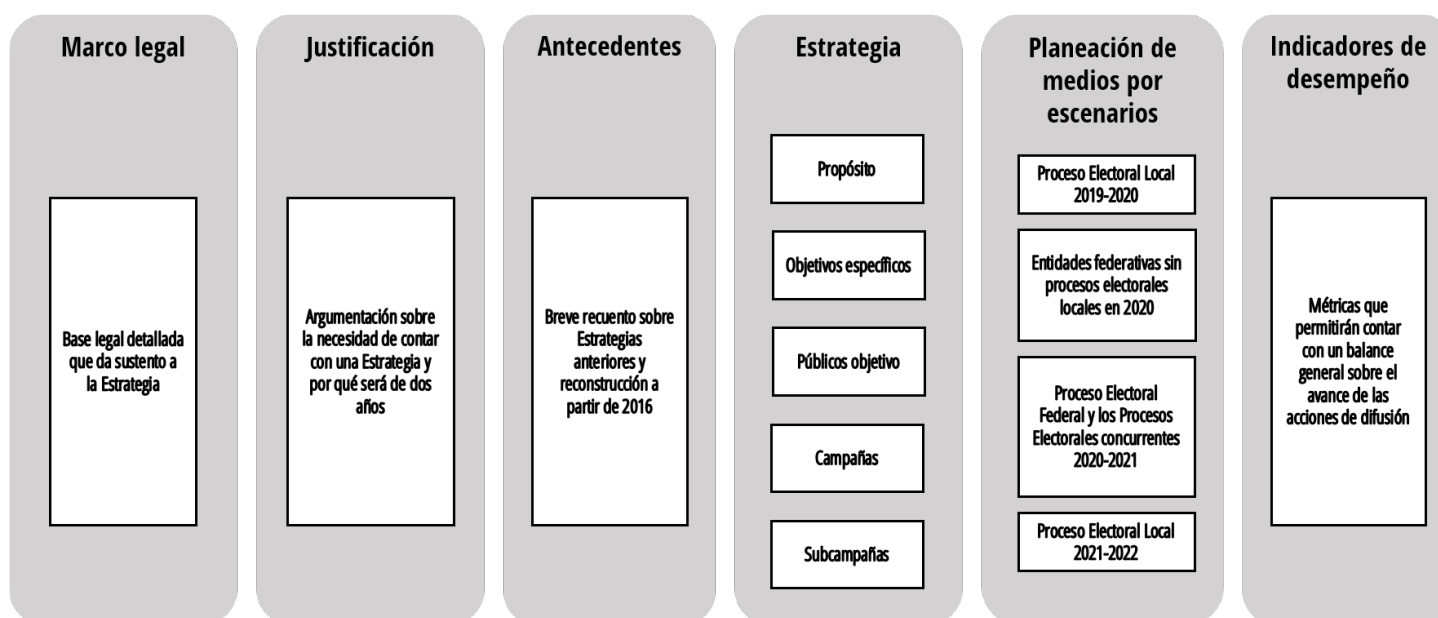 Marco legal
Base legal detallada
que da sustento a
la Estrategia
Justificación
Argumentación sobre
la necesidad de contar
con una Estrategia y
por qué será de dos
años
Antecedentes
Breve recuento sobre
Estrategias
anteriores y
reconstrucción a
partir de 2016
Estrategia
Propósito
Objetivos específicos
Públicos objetivo
Campañas
Subcampañas
Planeación de
medios por
escenarios
Proceso Electoral Local
2019-2020
Entidades federativas sin
procesos electorales
locales en 2020
Proceso Electoral
Federal y los Procesos
Electorales concurrentes
2020-2021
Proceso Electoral Local
2021-2022
Indicadores de
desempeño
Métricas que
permitirán contar
con un balance
general sobre el
avance de las
acciones de difusión